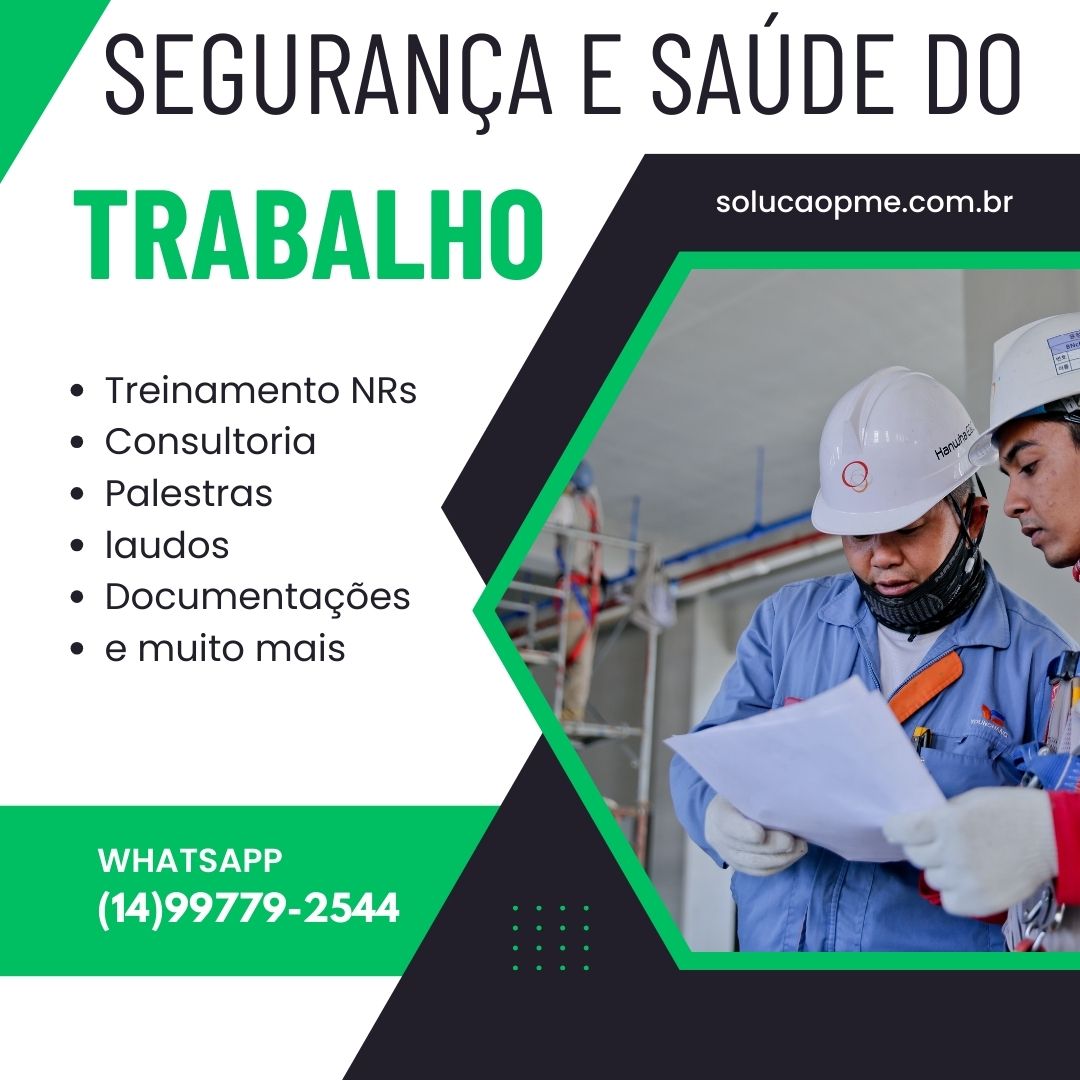 SEGURANÇA E SAÚDE DO
TRABALHO
solucaopme.com.br
• Treinamento NRs
• Consultoria
• Palestras
• laudos
• Documentações
• e muito mais
WHATSAPP
(14)99779-2544
Hanwha